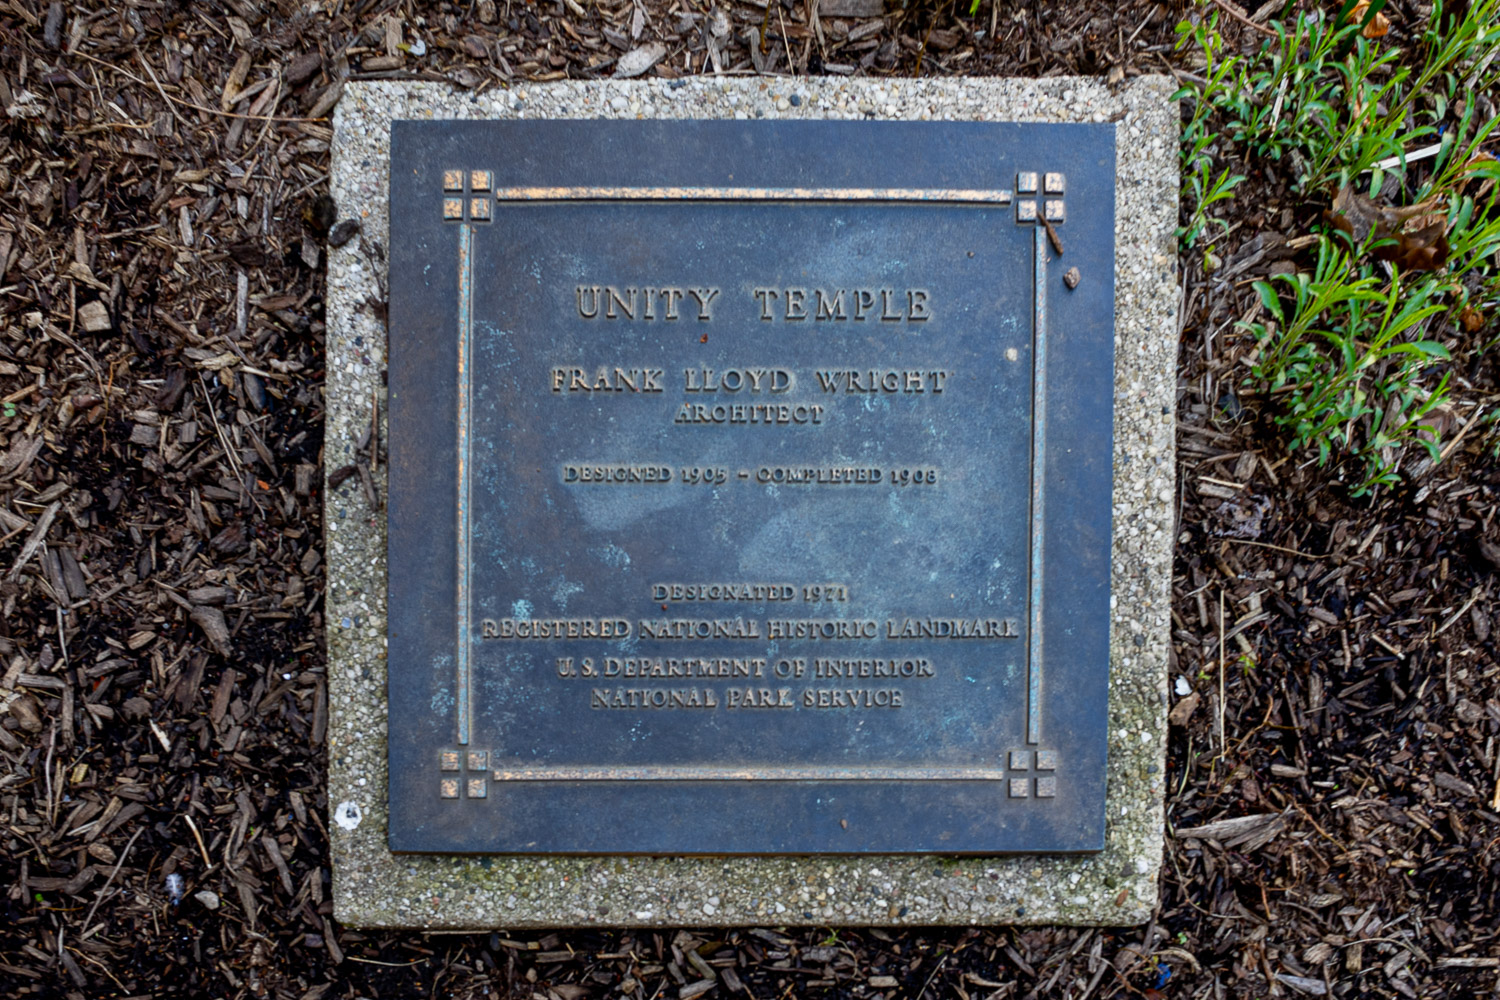 UNITY TEMPLE
FRANK LLOYD WRIGHT
ARCHITECT
DESIGNED 1905 - COMPLETED 1908
DESIGNATED 1971
REGISTERED NATIONAL HISTORIC LANDMARK
U.S. DEPARTMENT OF INTERIOR
NATIONAL PARK SERVICE